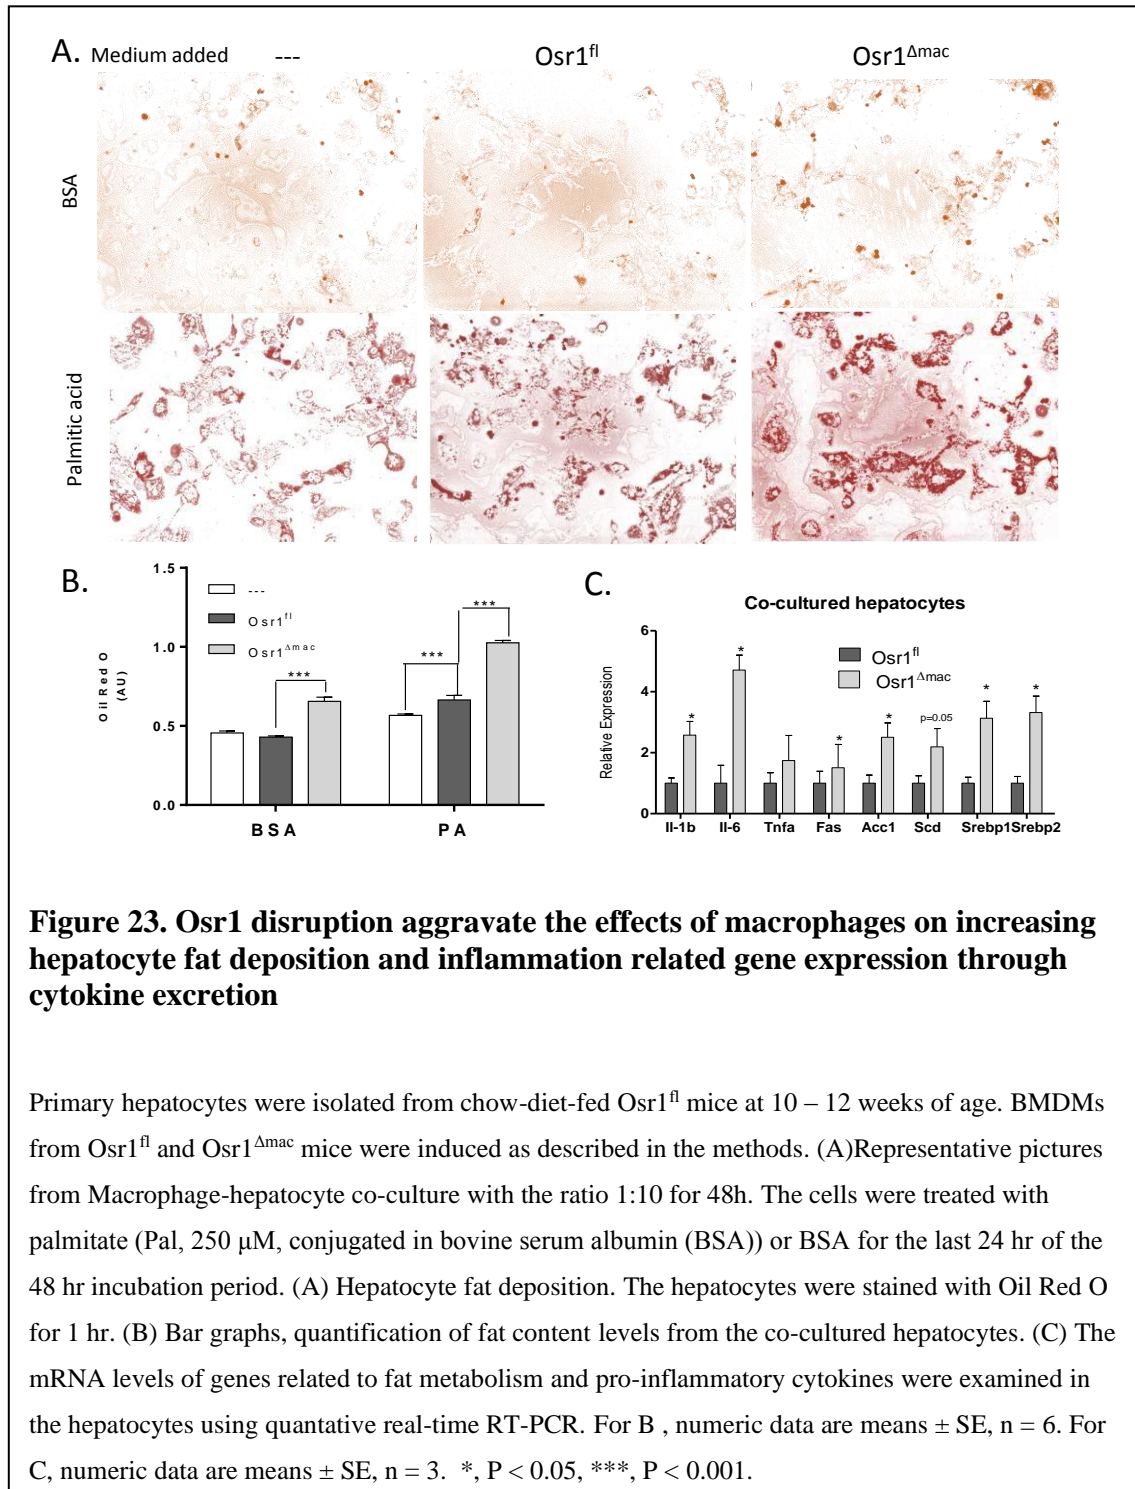 A. Medium added --- Osr1fl Osr1Δmac
BSA
Palmitic acid
B.
1.5
1.0
0.5
0.0
Oil Red O
(AU)
---
Osr1fl
Osr1Δmac
***
***
***
BSA PA
C.
Co-cultured hepatocytes
6
4
2
0
Relative Expression
Osr1fl
Osr1Δmac
* * * * p=0.05 * *
Il-1b Il-6 Tnfa Fas Acc1 Scd Srebp1 Srebp2
Figure 23. Osr1 disruption aggravate the effects of macrophages on increasing
hepatocyte fat deposition and inflammation related gene expression through
cytokine excretion
Primary hepatocytes were isolated from chow-diet-fed Osr1fl mice at 10 – 12 weeks of age. BMDMs
from Osr1fl and Osr1Δmac mice were induced as described in the methods. (A)Representative pictures
from Macrophage-hepatocyte co-culture with the ratio 1:10 for 48h. The cells were treated with
palmitate (Pal, 250 μM, conjugated in bovine serum albumin (BSA)) or BSA for the last 24 hr of the
48 hr incubation period. (A) Hepatocyte fat deposition. The hepatocytes were stained with Oil Red O
for 1 hr. (B) Bar graphs, quantification of fat content levels from the co-cultured hepatocytes. (C) The
mRNA levels of genes related to fat metabolism and pro-inflammatory cytokines were examined in
the hepatocytes using quantative real-time RT-PCR. For B , numeric data are means ± SE, n = 6. For
C, numeric data are means ± SE, n = 3. *, P < 0.05, ***, P < 0.001.